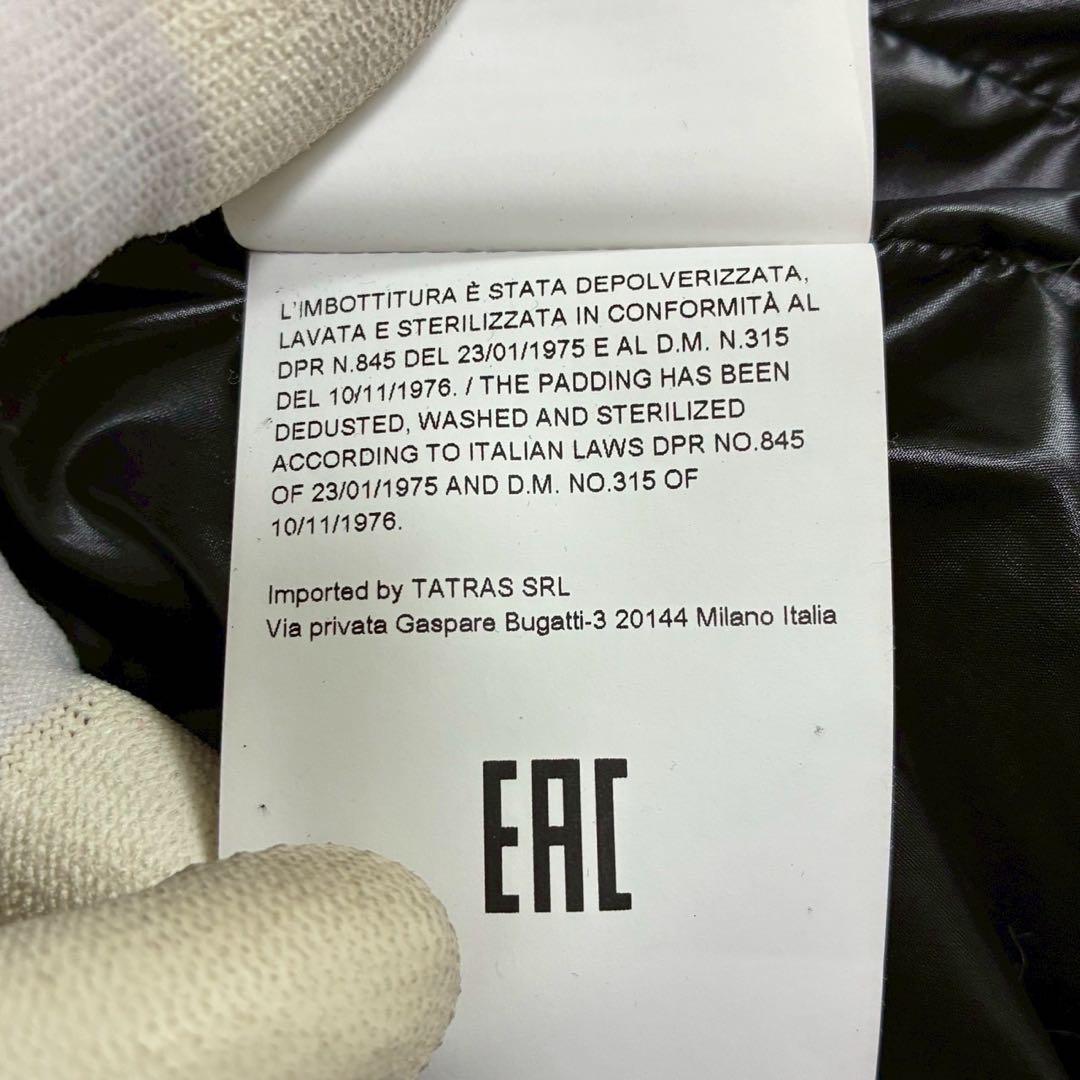 L'IMBOTTITURA È STATA DEPOLVERIZZATA,
LAVATA E STERILIZZATA IN CONFORMITÀ AL
DPR N.845 DEL 23/01/1975 E AL D.M. N.315
DEL 10/11/1976. / THE PADDING HAS BEEN
DEDUSTED, WASHED AND STERILIZED
ACCORDING TO ITALIAN LAWS DPR NO.845
OF 23/01/1975 AND D.M. NO.315 OF
10/11/1976.
Imported by TATRAS SRL
Via privata Gaspare Bugatti-3 20144 Milano Italia
EAC